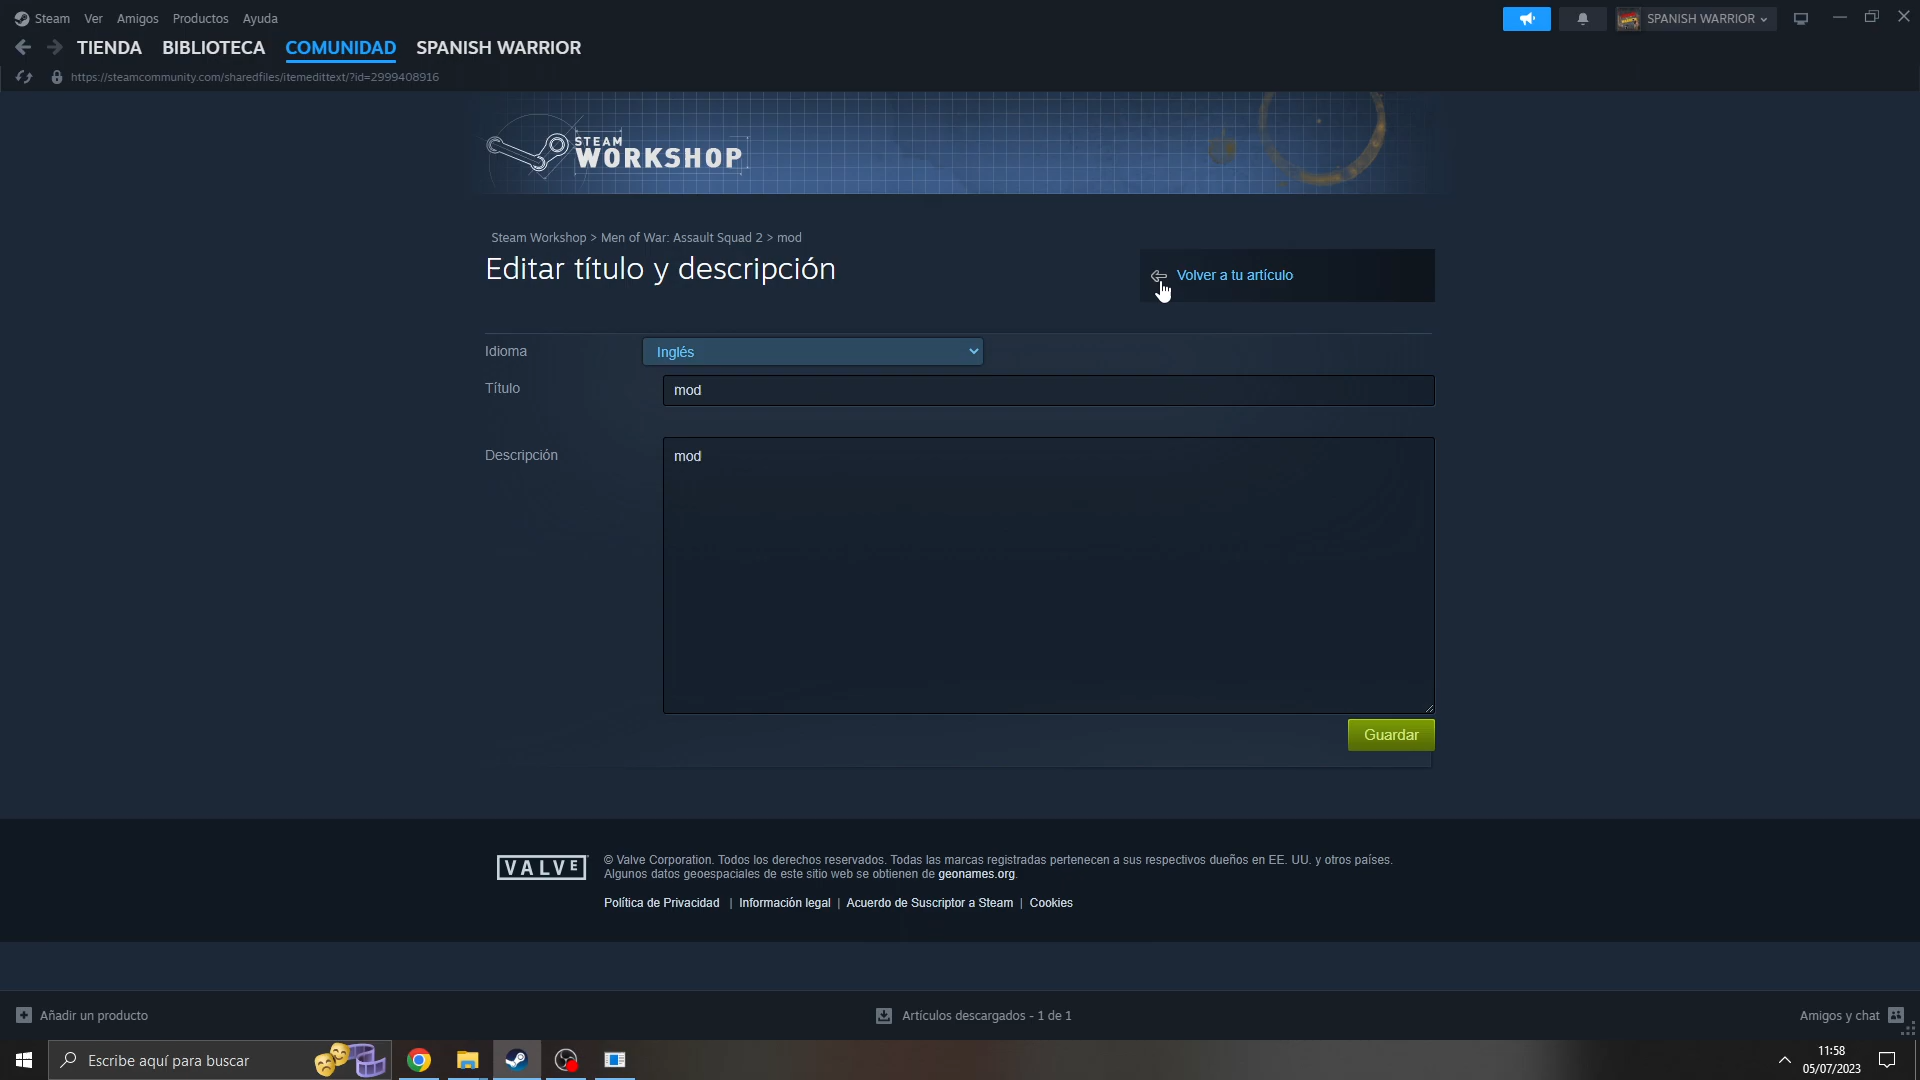 Steam Ver Amigos Productos Ayuda
SPANISH WARRIOR
TIENDA BIBLIOTECA COMUNIDAD SPANISH WARRIOR
https://steamcommunity.com/sharedfiles/itemedittext/?id=2999408916
STEAM
WORKSHOP
Steam Workshop > Men of War: Assault Squad 2 > mod
Editar título y descripción
Volver a tu artículo
Idioma
Inglés
Título
mod
Descripción
mod
Guardar
VALVE
© Valve Corporation. Todos los derechos reservados. Todas las marcas registradas pertenecen a sus respectivos dueños en EE. UU. y otros países.
Algunos datos geoespaciales de este sitio web se obtienen de geonames.org.
Política de Privacidad | Información legal | Acuerdo de Suscriptor a Steam | Cookies
Añadir un producto
Artículos descargados - 1 de 1
Amigos y chat
Escribe aquí para buscar
11:58
05/07/2023